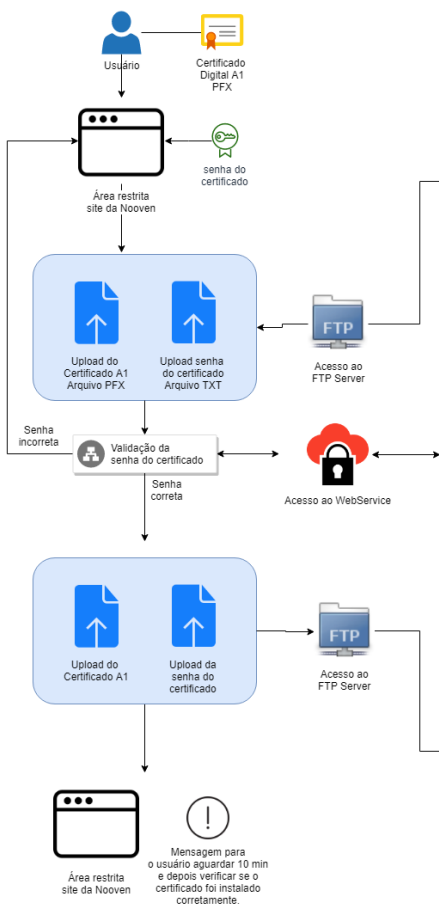 Usuário
Certificado
Digital A1
PFX
senha do
certificado
Área restrita
site da Nooven
Upload do
Certificado A1
Arquivo PFX
Upload senha
do certificado
Arquivo TXT
FTP
Acesso ao
FTP Server
Senha
incorreta
Validação da
senha do certificado
Senha
correta
Acesso ao WebService
Upload do
Certificado A1
Upload da
senha do
certificado
FTP
Acesso ao
FTP Server
Área restrita
site da Nooven
Mensagem para
o usuário aguardar 10 min
e depois verificar se o
certificado foi instalado
corretamente.